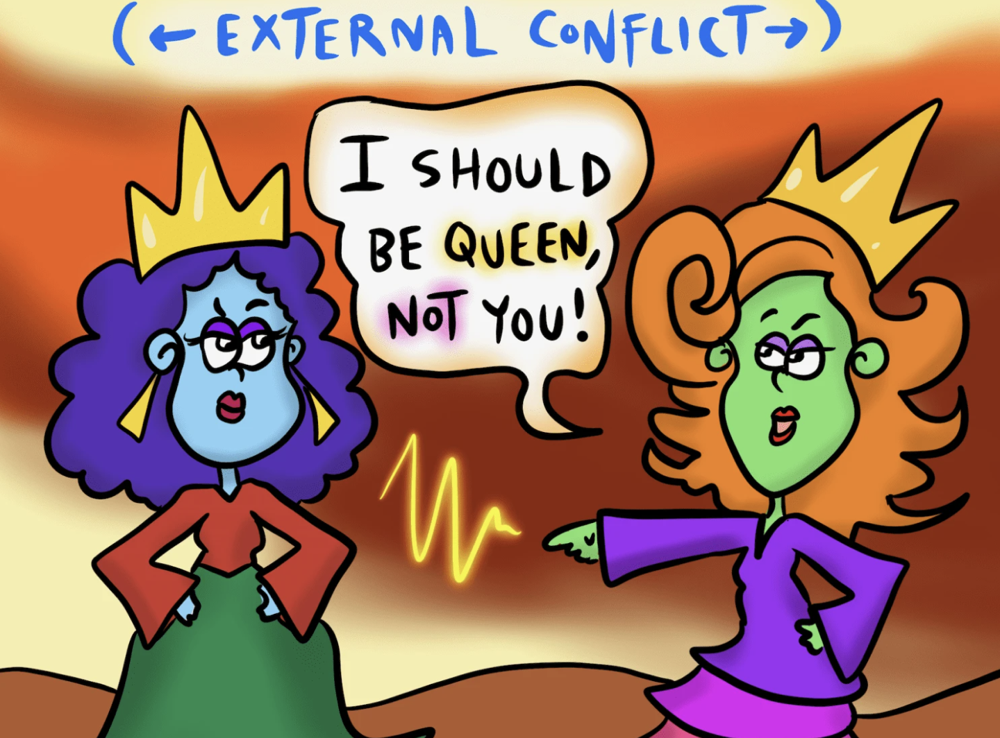 (← EXTERNAL CONFLICT →)
I SHOULD
BE QUEEN,
NOT YOU!